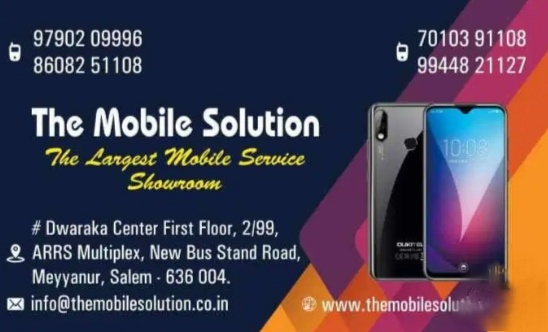 97902 09996
86082 51108
70103 91108
99448 21127
The Mobile Solution
The Largest Mobile Service
Showroom
# Dwaraka Center First Floor, 2/99,
ARRS Multiplex, New Bus Stand Road,
Meyyanur, Salem - 636 004.
info@themobilesolution.co.in
10:08
OUKITEL